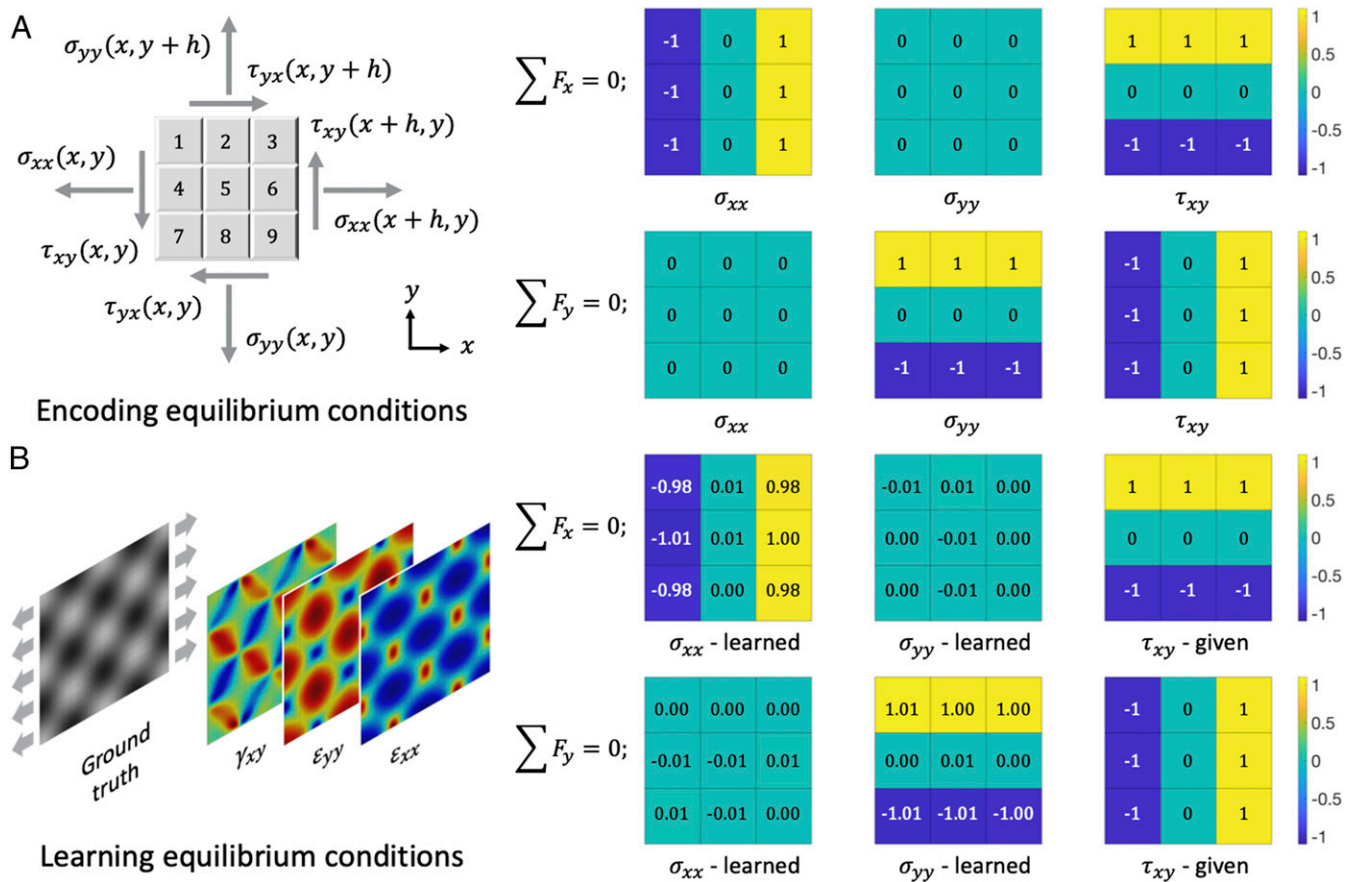 A
σyy(x, y + h)
τyx(x, y + h)
τxy(x + h, y)
σxx(x, y)
1 2 3
4 5 6
7 8 9
σxx(x + h, y)
τxy(x, y)
τyx(x, y)
σyy(x, y)
y
x
Encoding equilibrium conditions
∑ Fx = 0;
-1 0 1
-1 0 1
-1 0 1
σxx
0 0 0
0 0 0
0 0 0
σyy
1 1 1
0 0 0
-1 -1 -1
τxy
1
0.5
0
-0.5
-1
∑ Fy = 0;
0 0 0
0 0 0
0 0 0
σxx
1 1 1
0 0 0
-1 -1 -1
σyy
-1 0 1
-1 0 1
-1 0 1
τxy
1
0.5
0
-0.5
-1
B
Ground
truth
γxy
εyy
εxx
Learning equilibrium conditions
∑ Fx = 0;
-0.98 0.01 0.98
-1.01 0.01 1.00
-0.98 0.00 0.98
σxx - learned
-0.01 0.01 0.00
0.00 -0.01 0.00
0.00 -0.01 0.00
σyy - learned
1 1 1
0 0 0
-1 -1 -1
τxy - given
1
0.5
0
-0.5
-1
∑ Fy = 0;
0.00 0.00 0.00
-0.01 -0.01 0.01
0.01 -0.01 0.00
σxx - learned
1.01 1.00 1.00
0.00 0.01 0.00
-1.01 -1.01 -1.00
σyy - learned
-1 0 1
-1 0 1
-1 0 1
τxy - given
1
0.5
0
-0.5
-1